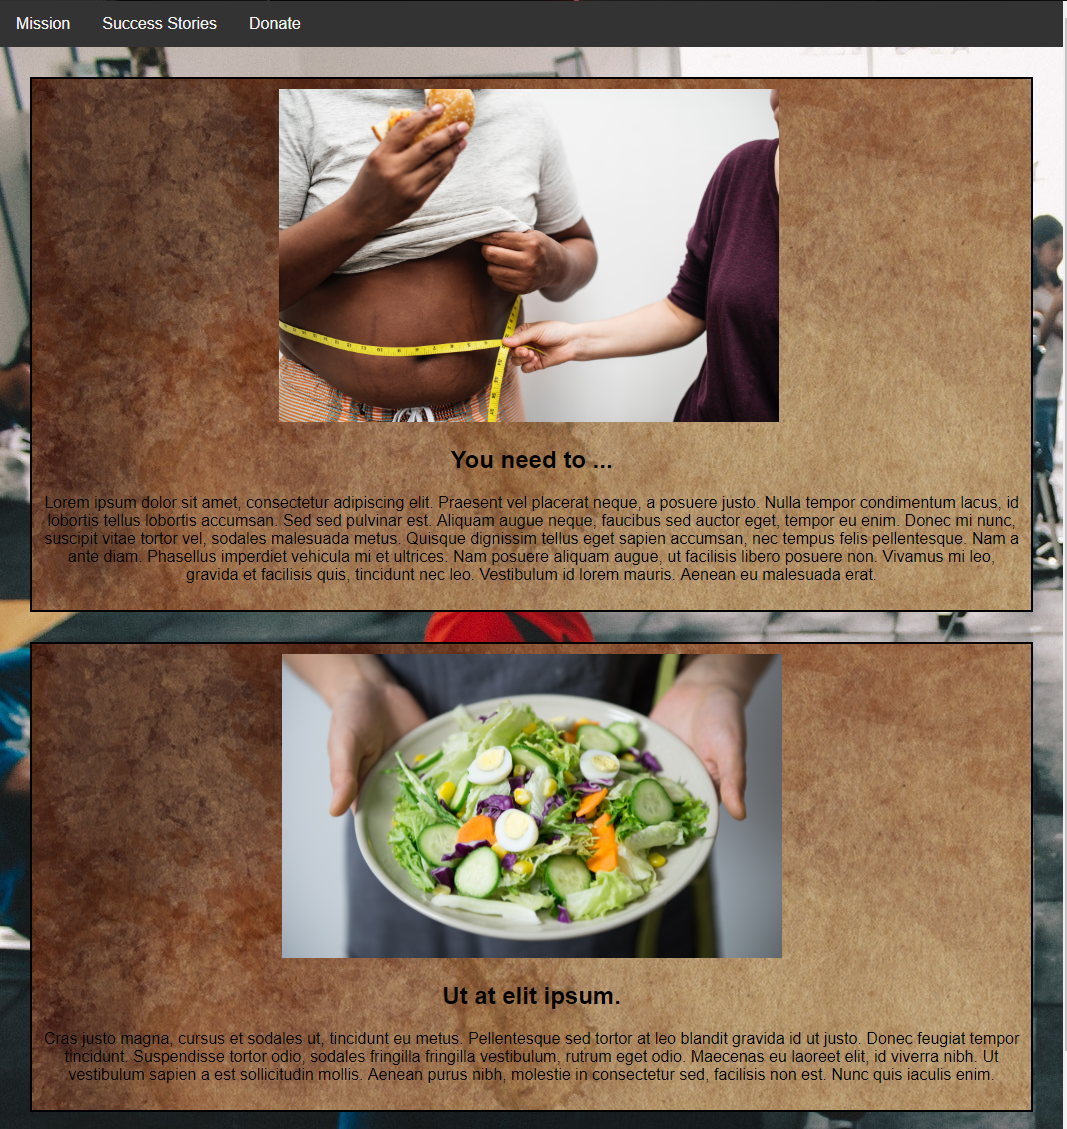 Mission Success Stories Donate
You need to ...
Lorem ipsum dolor sit amet, consectetur adipiscing elit. Praesent vel placerat neque, a posuere justo. Nulla tempor condimentum lacus, id
lobortis tellus lobortis accumsan. Sed sed pulvinar est. Aliquam augue neque, faucibus sed auctor eget, tempor eu enim. Donec mi nunc,
suscipit vitae tortor vel, sodales malesuada metus. Quisque dignissim tellus eget sapien accumsan, nec tempus felis pellentesque. Nam a
ante diam. Phasellus imperdiet vehicula mi et ultrices. Nam posuere aliquam augue, ut facilisis libero posuere non. Vivamus mi leo,
gravida et facilisis quis, tincidunt nec leo. Vestibulum id lorem mauris. Aenean eu malesuada erat.
Ut at elit ipsum.
Cras justo magna, cursus et sodales ut, tincidunt eu metus. Pellentesque sed tortor at leo blandit gravida id ut justo. Donec feugiat tempor
tincidunt. Suspendisse tortor odio, sodales fringilla fringilla vestibulum, rutrum eget odio. Maecenas eu laoreet elit, id viverra nibh. Ut
vestibulum sapien a est sollicitudin mollis. Aenean purus nibh, molestie in consectetur sed, facilisis non est. Nunc quis iaculis enim.